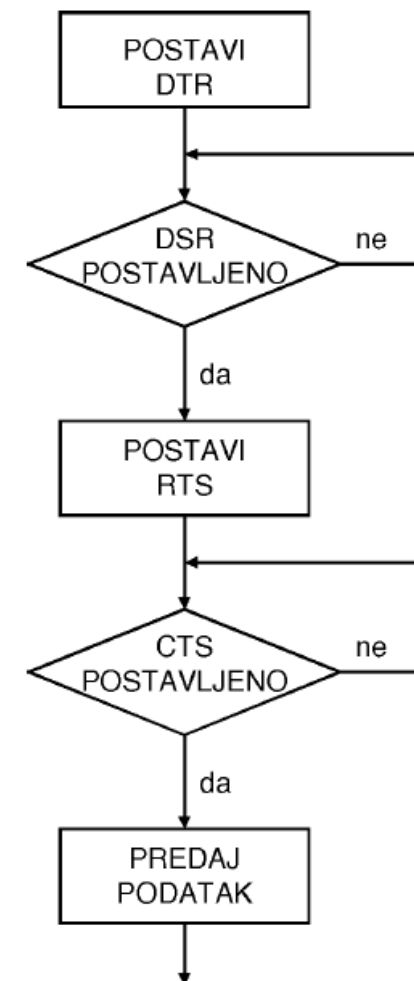 POSTAVI
DTR
DSR
POSTAVLJENO
ne
da
POSTAVI
RTS
CTS
POSTAVLJENO
ne
da
PREDAJ
PODATAK